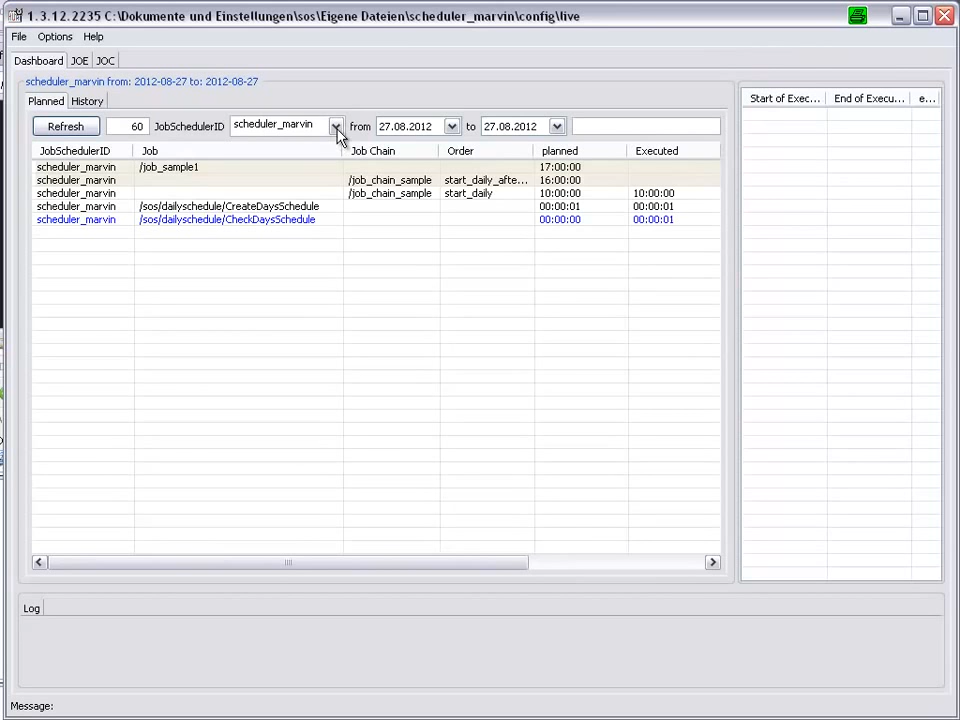 1.3.12.2235 C:\Dokumente und Einstellungen\sos\Eigene Dateien\scheduler_marvin\config\live
File Options Help
Dashboard JOE JOC
scheduler_marvin from: 2012-08-27 to: 2012-08-27
Planned History
Refresh 60 JobSchedulerID scheduler_marvin from 27.08.2012 to 27.08.2012
JobSchedulerID Job Job Chain Order planned Executed
scheduler_marvin /job_sample1 17:00:00
scheduler_marvin /job_chain_sample start_daily_afte... 16:00:00
scheduler_marvin /job_chain_sample start_daily 10:00:00 10:00:00
scheduler_marvin /sos/dailyschedule/CreateDaysSchedule 00:00:01 00:00:01
scheduler_marvin /sos/dailyschedule/CheckDaysSchedule 00:00:00 00:00:01
Start of Exec... End of Execu... e...
Log
Message: